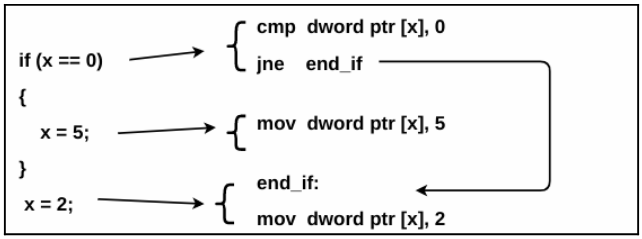 if (x == 0)
{
x = 5;
}
x = 2;
cmp dword ptr [x], 0
jne end_if
mov dword ptr [x], 5
end_if:
mov dword ptr [x], 2